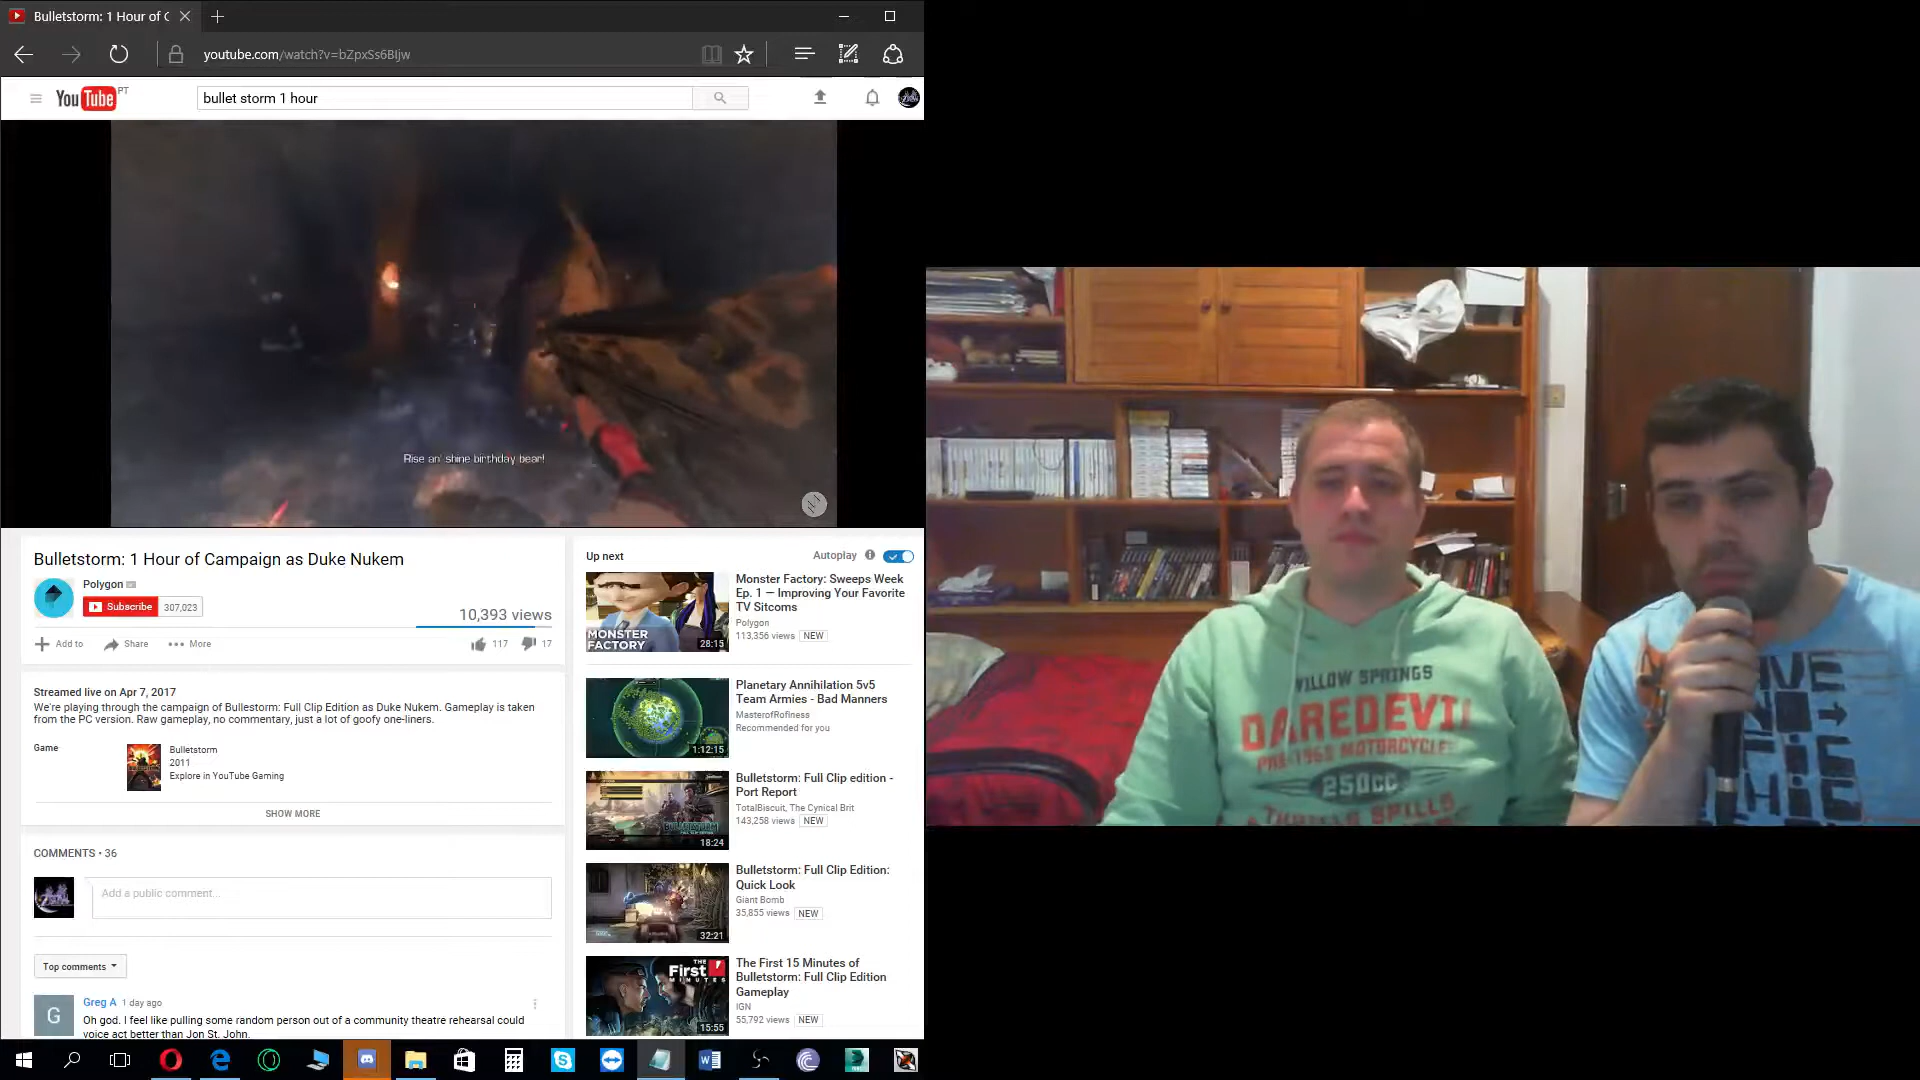 Bulletstorm: 1 Hour of C
youtube.com/watch?v=bZpxSs6BIjw
YouTube PT
bullet storm 1 hour
Rise an' shine birthday bear!
Bulletstorm: 1 Hour of Campaign as Duke Nukem
Polygon
Subscribe 307,023
10,393 views
Add to Share More 117 17
Streamed live on Apr 7, 2017
We're playing through the campaign of Bullestorm: Full Clip Edition as Duke Nukem. Gameplay is taken
from the PC version. Raw gameplay, no commentary, just a lot of goofy one-liners.
Game
Bulletstorm
2011
Explore in YouTube Gaming
SHOW MORE
COMMENTS • 36
Add a public comment...
Top comments
G
Greg A 1 day ago
Oh god. I feel like pulling some random person out of a community theatre rehearsal could
voice act better than Jon St. John.
Up next
Autoplay
MONSTER
FACTORY
28:15
Monster Factory: Sweeps Week
Ep. 1 — Improving Your Favorite
TV Sitcoms
Polygon
113,356 views NEW
1:12:15
Planetary Annihilation 5v5
Team Armies - Bad Manners
MasterofRofiness
Recommended for you
18:24
Bulletstorm: Full Clip edition -
Port Report
TotalBiscuit, The Cynical Brit
143,258 views NEW
32:21
Bulletstorm: Full Clip Edition:
Quick Look
Giant Bomb
35,855 views NEW
THE
First
MINUTES
15:55
The First 15 Minutes of
Bulletstorm: Full Clip Edition
Gameplay
IGN
55,792 views NEW
WILLOW SPRINGS
DAREDEVIL
PRE-1965 MOTORCYCLE
250CC
THRILLS SPILLS